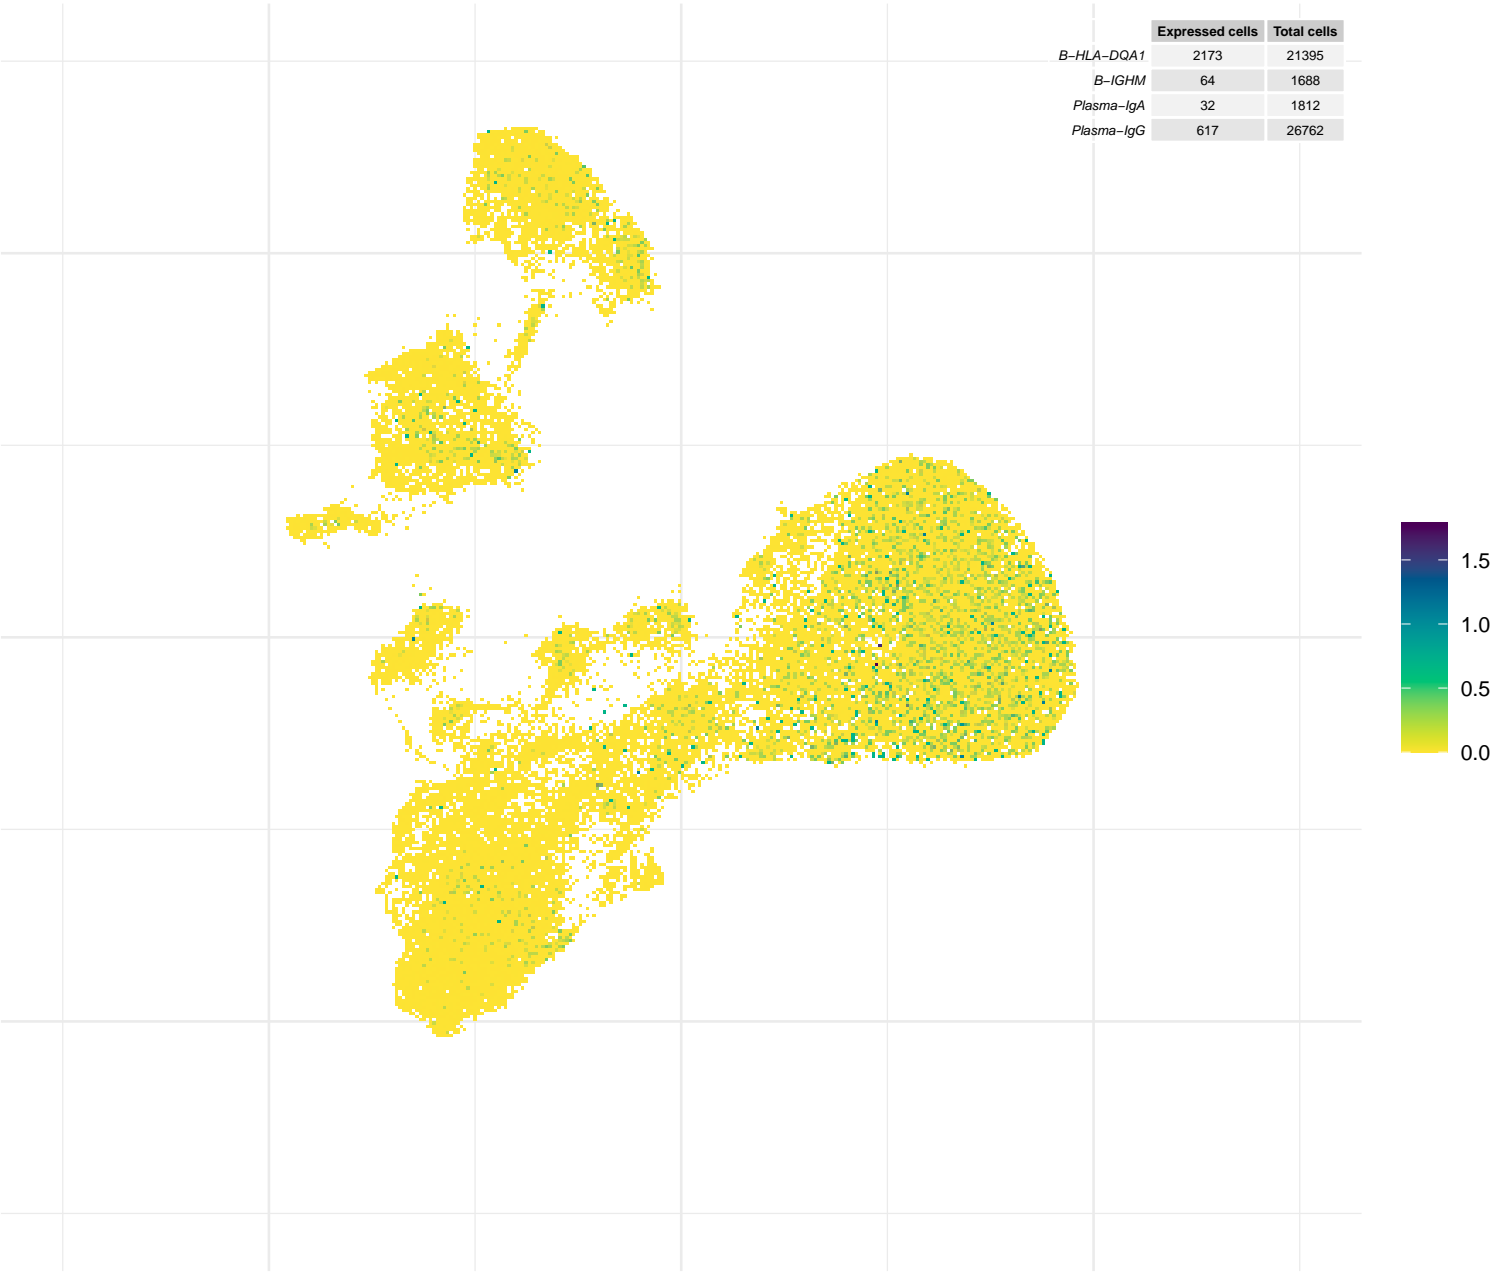 Expressed cells Total cells
B−HLA−DQA1 2173 21395
B−IGHM 64 1688
Plasma−IgA 32 1812
Plasma−IgG 617 26762
1.5
1.0
0.5
0.0